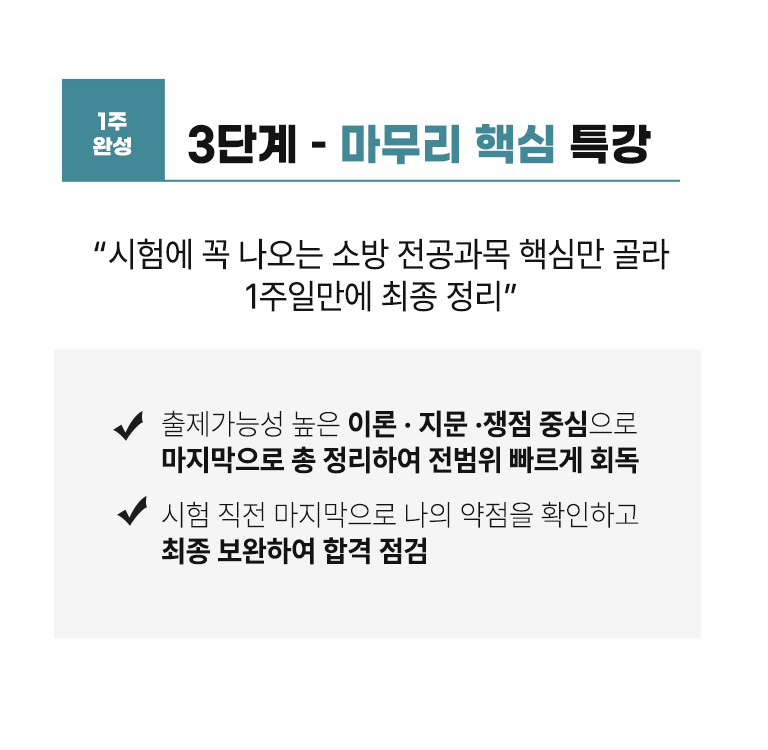 1주
완성
3단계 - 마무리 핵심 특강
“시험에 꼭 나오는 소방 전공과목 핵심만 골라
1주일만에 최종 정리”
출제가능성 높은 이론 · 지문 ·쟁점 중심으로
마지막으로 총 정리하여 전범위 빠르게 회독
시험 직전 마지막으로 나의 약점을 확인하고
최종 보완하여 합격 점검